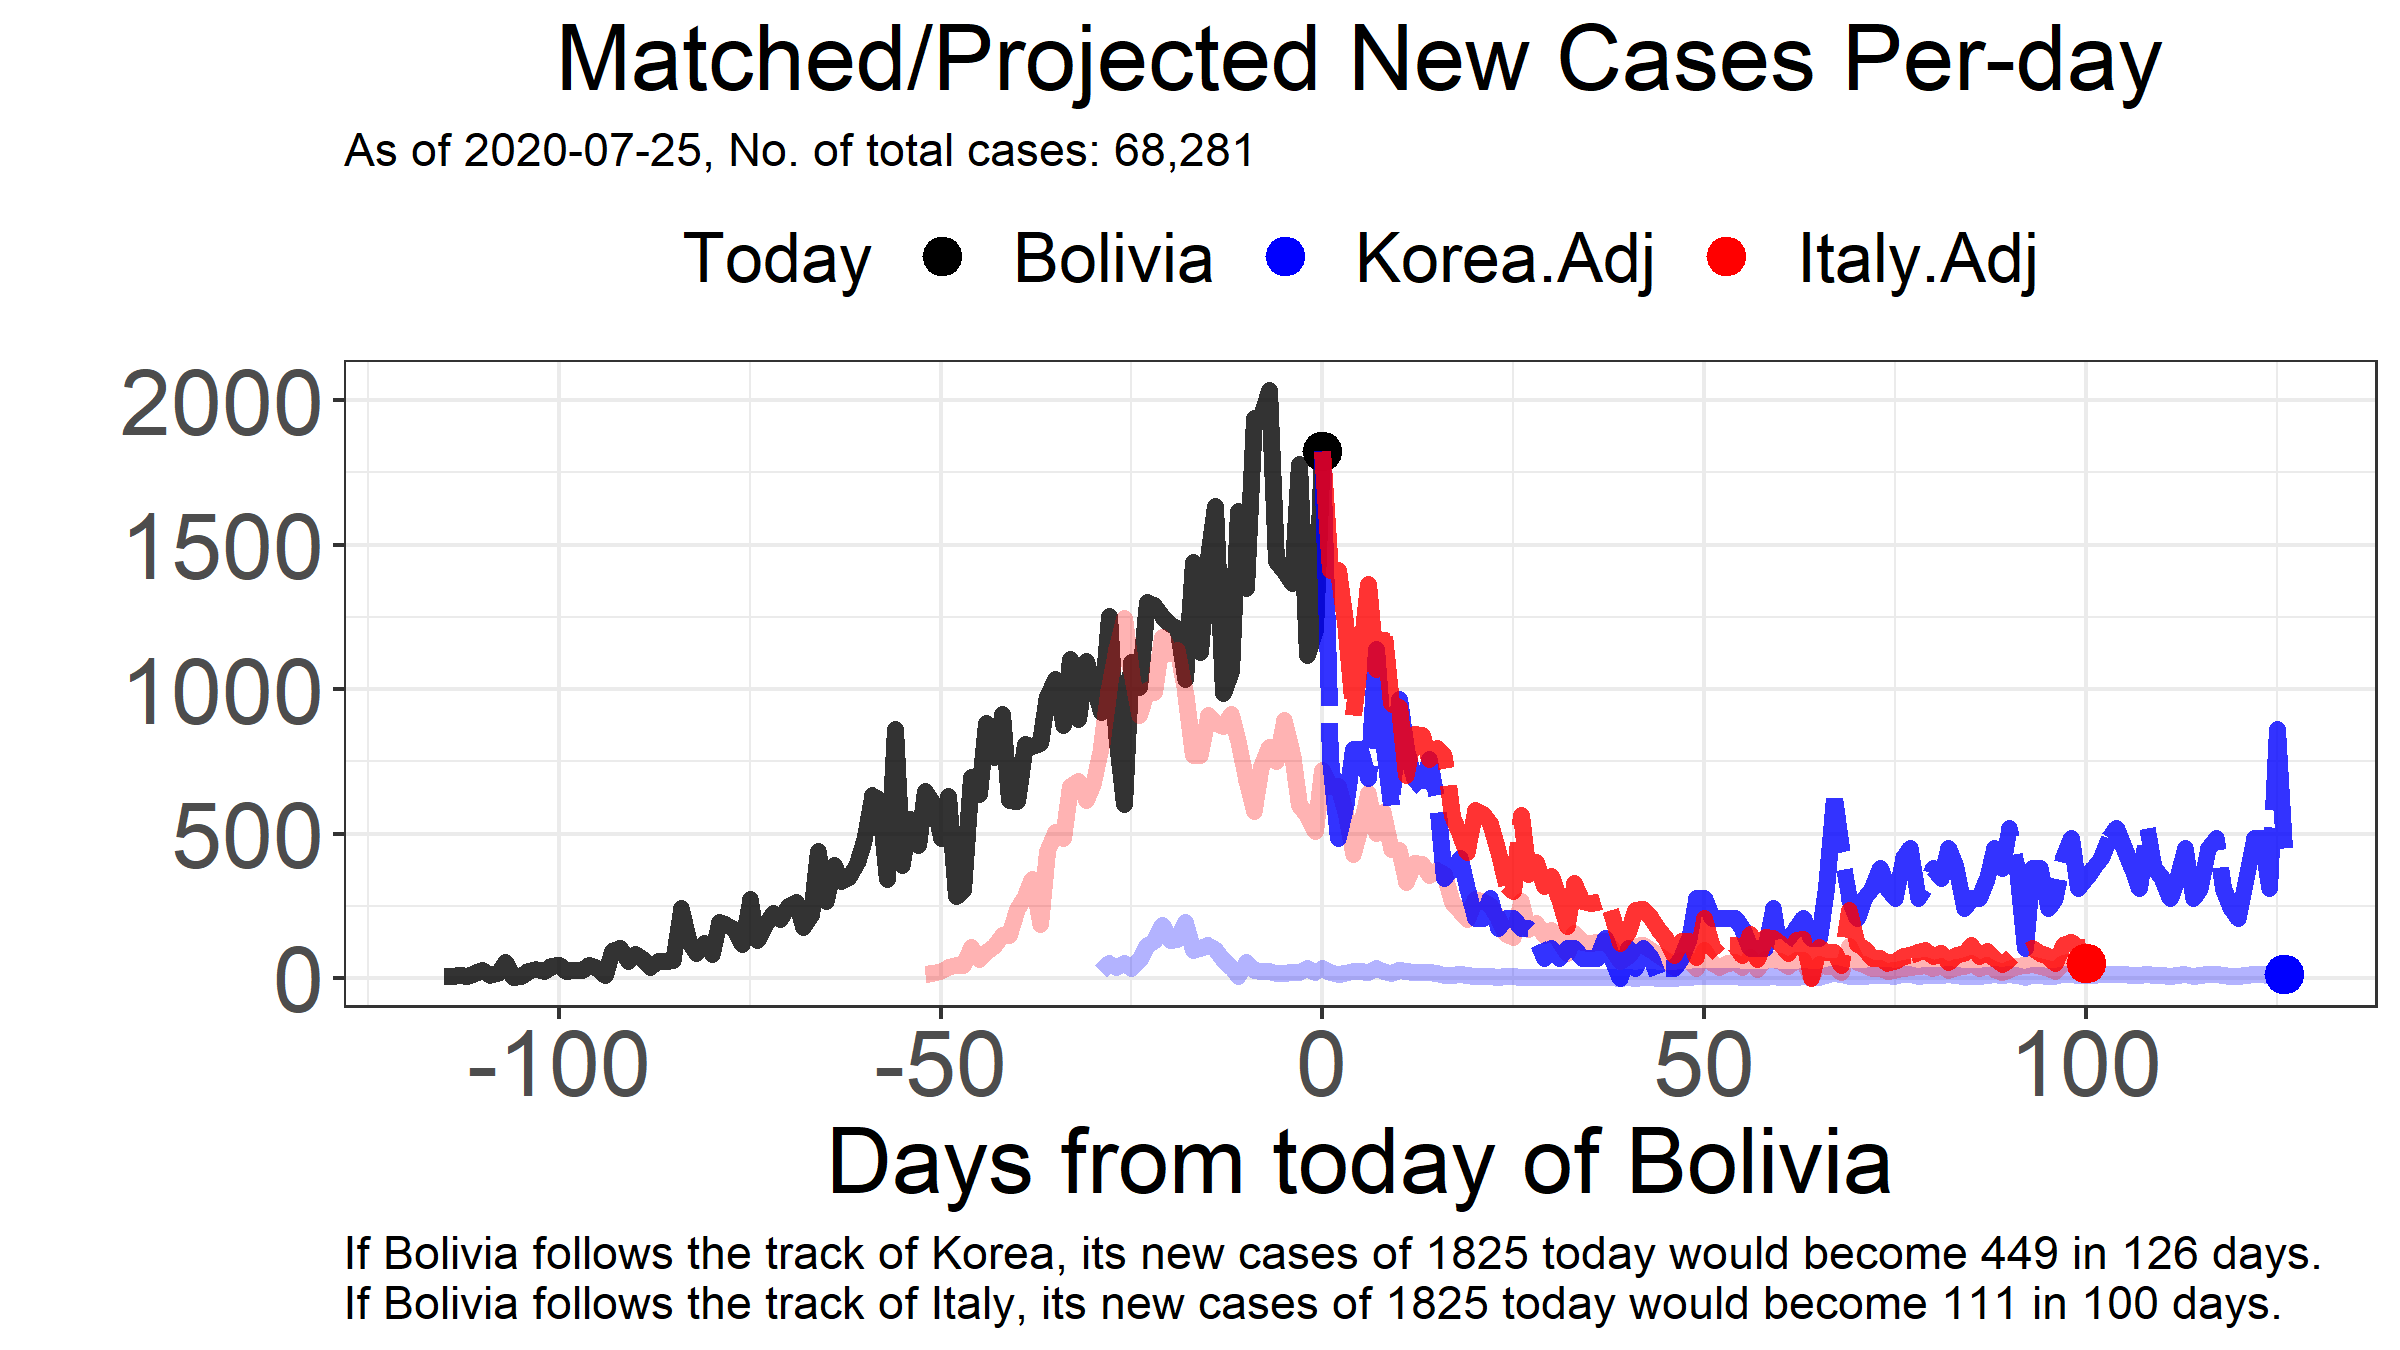 Matched/Projected New Cases Per-day
As of 2020-07-25, No. of total cases: 68,281
Today Bolivia Korea.Adj Italy.Adj
2000
1500
1000
500
0
-100 -50 0 50 100
Days from today of Bolivia
If Bolivia follows the track of Korea, its new cases of 1825 today would become 449 in 126 days.
If Bolivia follows the track of Italy, its new cases of 1825 today would become 111 in 100 days.